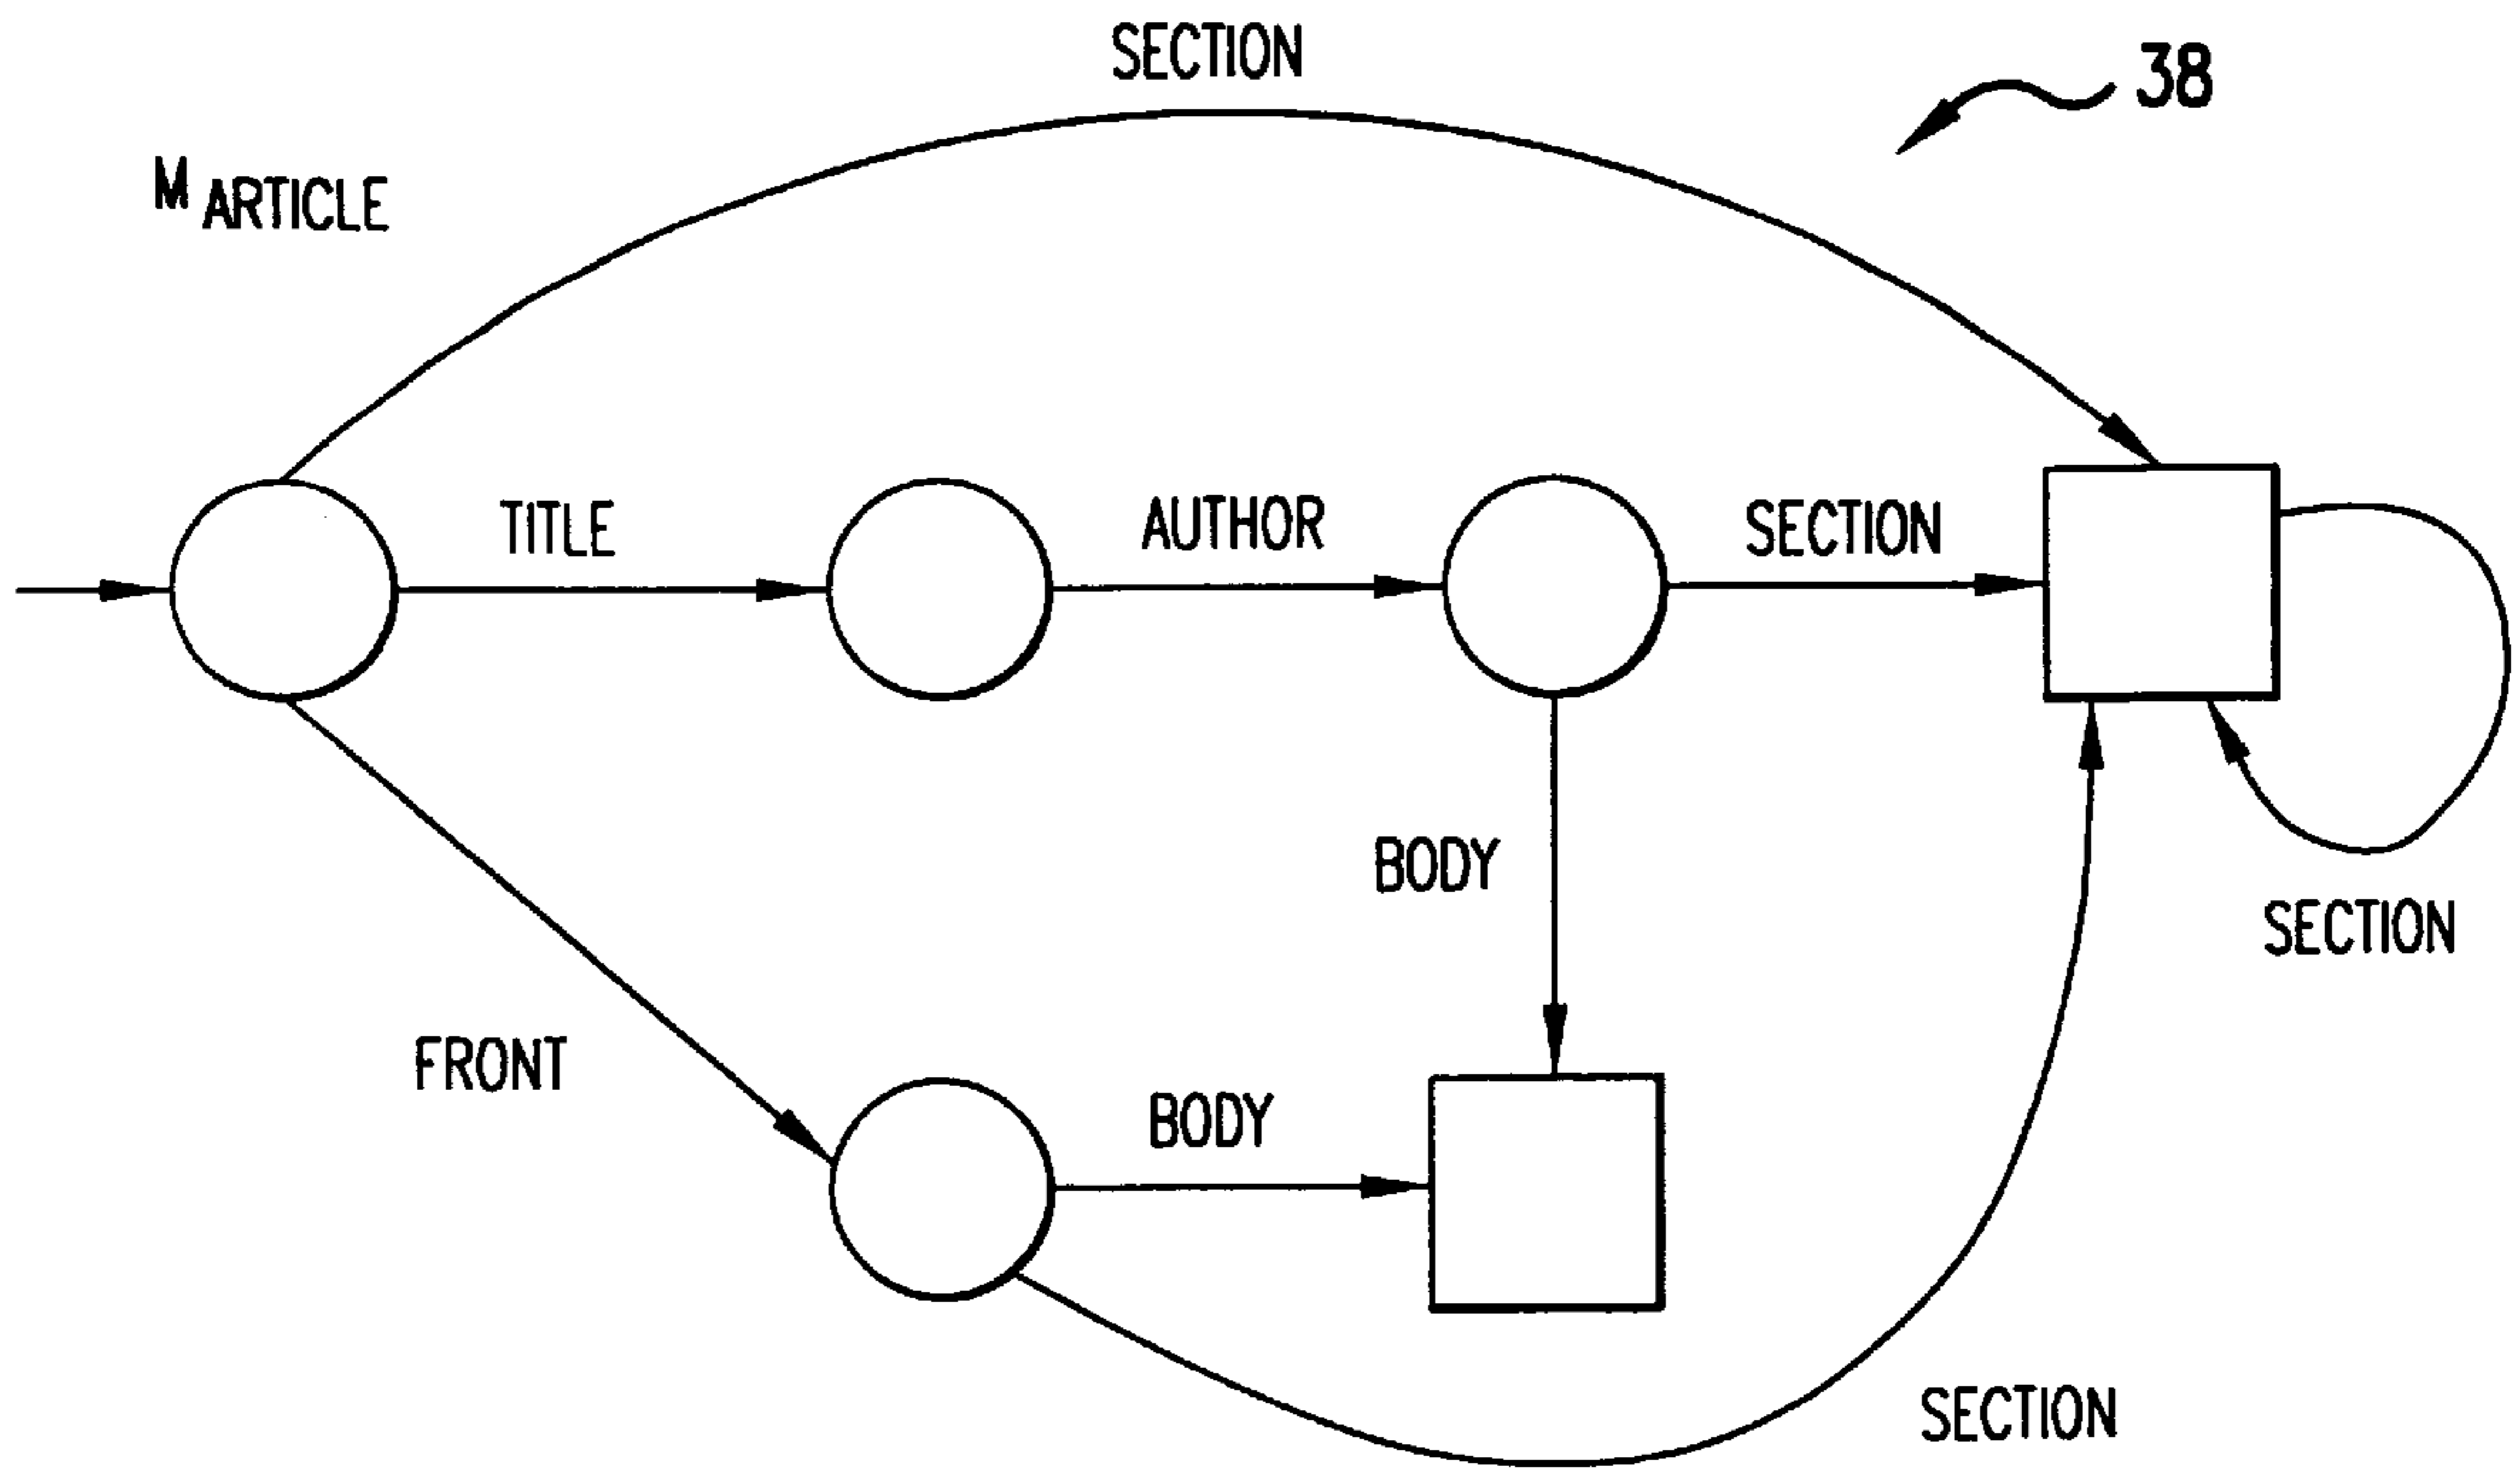 SECTION
38
M ARTICLE
TITLE
AUTHOR
SECTION
BODY
SECTION
FRONT
BODY
SECTION